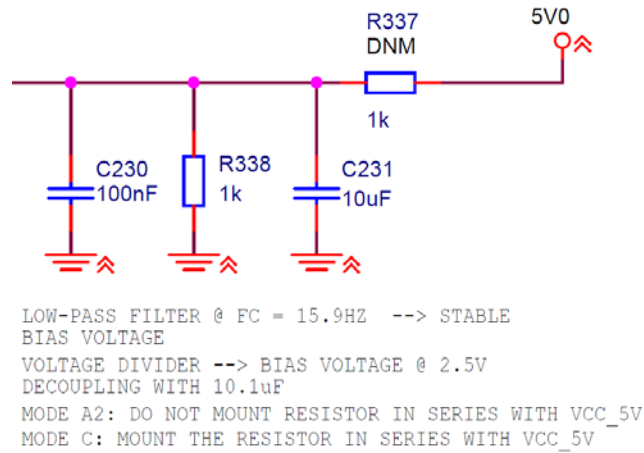 R337
DNM
5V0
1k
C230
100nF
R338
1k
C231
10uF
LOW-PASS FILTER @ FC = 15.9HZ --> STABLE
BIAS VOLTAGE
VOLTAGE DIVIDER --> BIAS VOLTAGE @ 2.5V
DECOUPLING WITH 10.1uF
MODE A2: DO NOT MOUNT RESISTOR IN SERIES WITH VCC_5V
MODE C: MOUNT THE RESISTOR IN SERIES WITH VCC_5V